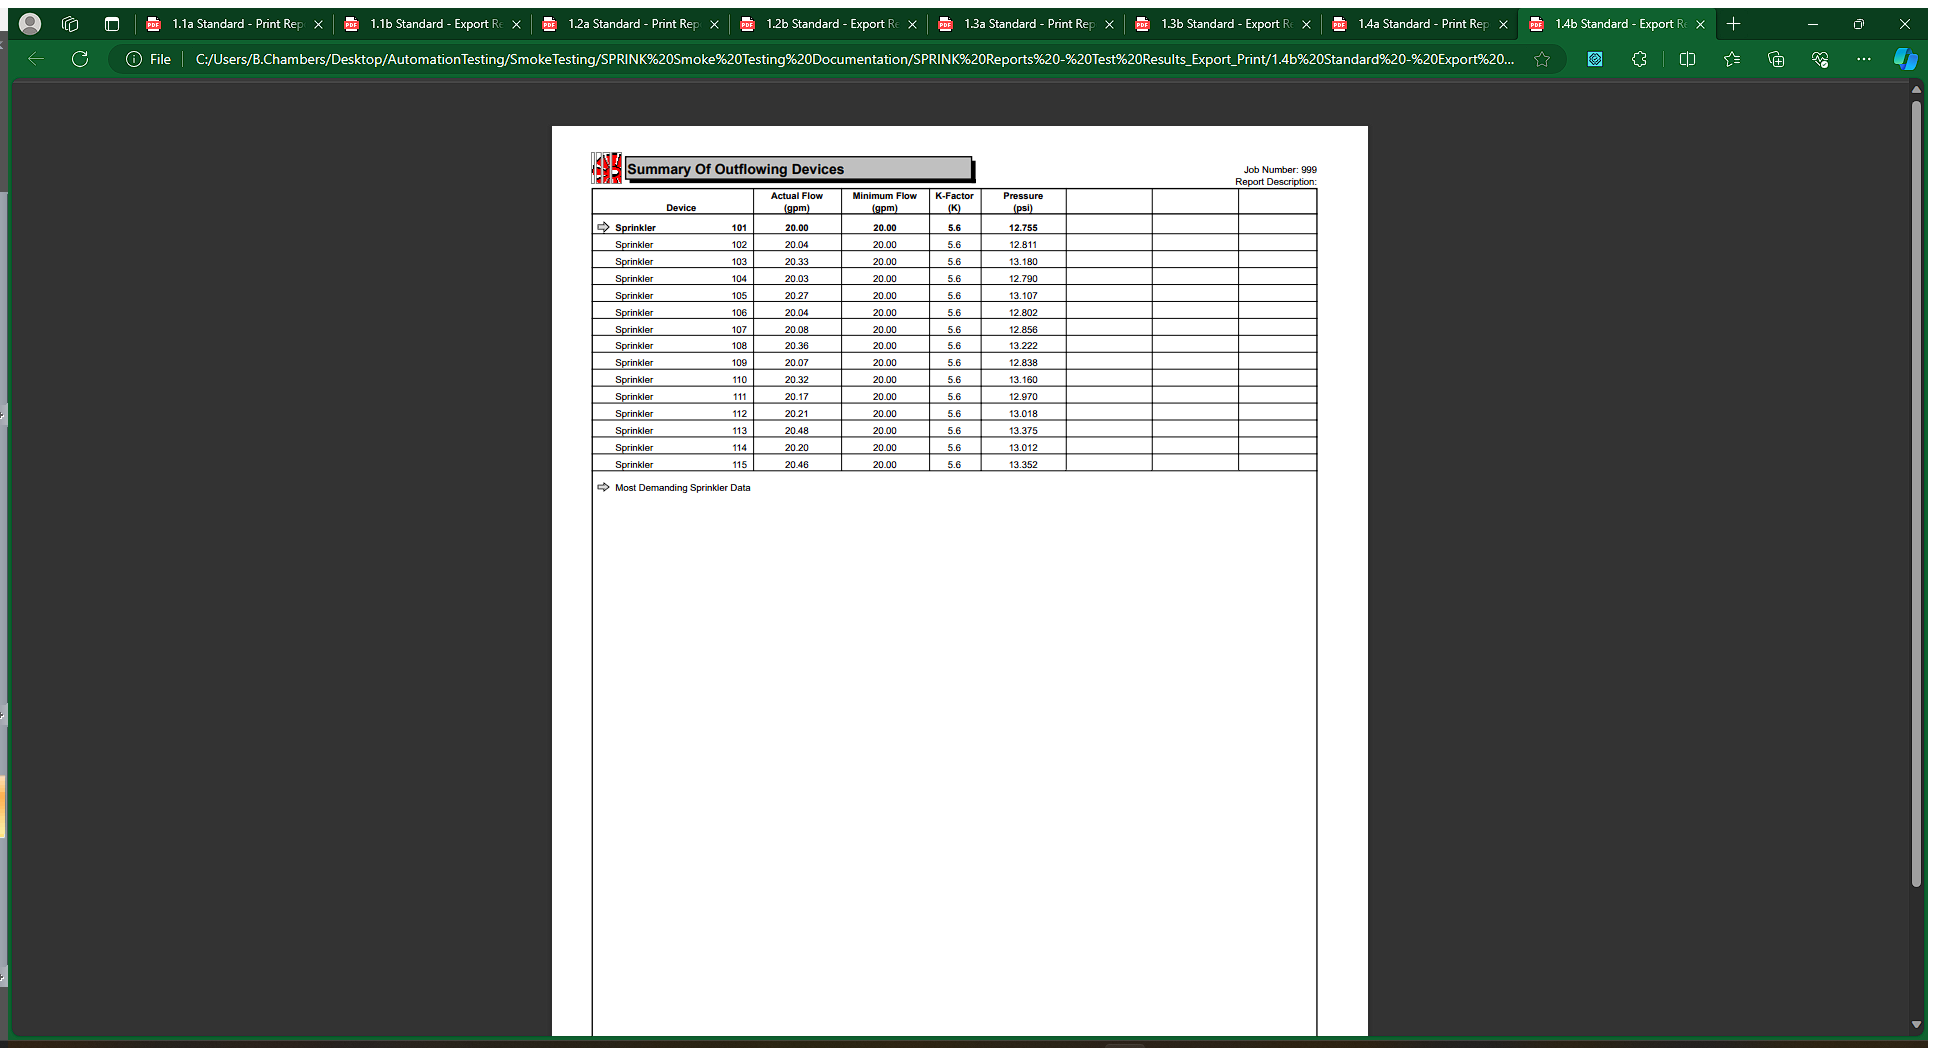 1.1a Standard - Print Rep 1.1b Standard - Export Re 1.2a Standard - Print Rep 1.2b Standard - Export Re 1.3a Standard - Print Rep 1.3b Standard - Export Re 1.4a Standard - Print Rep 1.4b Standard - Export Re
File C:/Users/B.Chambers/Desktop/AutomationTesting/SmokeTesting/SPRINK%20Smoke%20Testing%20Documentation/SPRINK%20Reports%20-%20Test%20Results_Export_Print/1.4b%20Standard%20-%20Export%20...
Summary Of Outflowing Devices
Job Number: 999
Report Description:
Device Actual Flow (gpm) Minimum Flow (gpm) K-Factor (K) Pressure (psi)
Sprinkler 101 20.00 20.00 5.6 12.755
Sprinkler 102 20.04 20.00 5.6 12.811
Sprinkler 103 20.33 20.00 5.6 13.180
Sprinkler 104 20.03 20.00 5.6 12.790
Sprinkler 105 20.27 20.00 5.6 13.107
Sprinkler 106 20.04 20.00 5.6 12.802
Sprinkler 107 20.08 20.00 5.6 12.856
Sprinkler 108 20.36 20.00 5.6 13.222
Sprinkler 109 20.07 20.00 5.6 12.838
Sprinkler 110 20.32 20.00 5.6 13.160
Sprinkler 111 20.17 20.00 5.6 12.970
Sprinkler 112 20.21 20.00 5.6 13.018
Sprinkler 113 20.48 20.00 5.6 13.375
Sprinkler 114 20.20 20.00 5.6 13.012
Sprinkler 115 20.46 20.00 5.6 13.352
Most Demanding Sprinkler Data